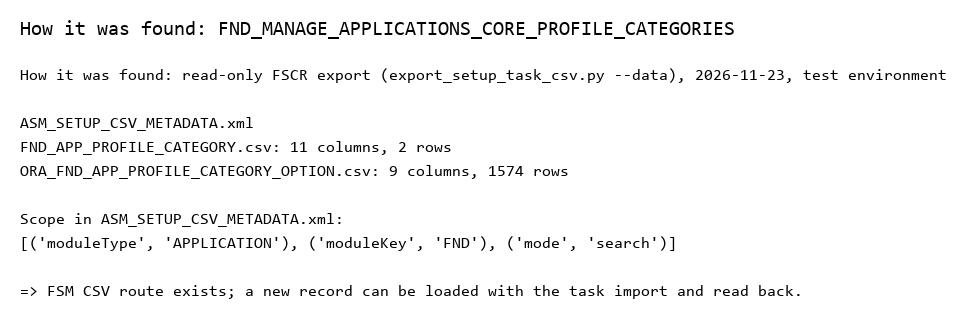 How it was found: FND_MANAGE_APPLICATIONS_CORE_PROFILE_CATEGORIES
How it was found: read-only FSCR export (export_setup_task_csv.py --data), 2026-11-23, test environment
ASM_SETUP_CSV_METADATA.xml
FND_APP_PROFILE_CATEGORY.csv: 11 columns, 2 rows
ORA_FND_APP_PROFILE_CATEGORY_OPTION.csv: 9 columns, 1574 rows
Scope in ASM_SETUP_CSV_METADATA.xml:
[('moduleType', 'APPLICATION'), ('moduleKey', 'FND'), ('mode', 'search')]
=> FSM CSV route exists; a new record can be loaded with the task import and read back.